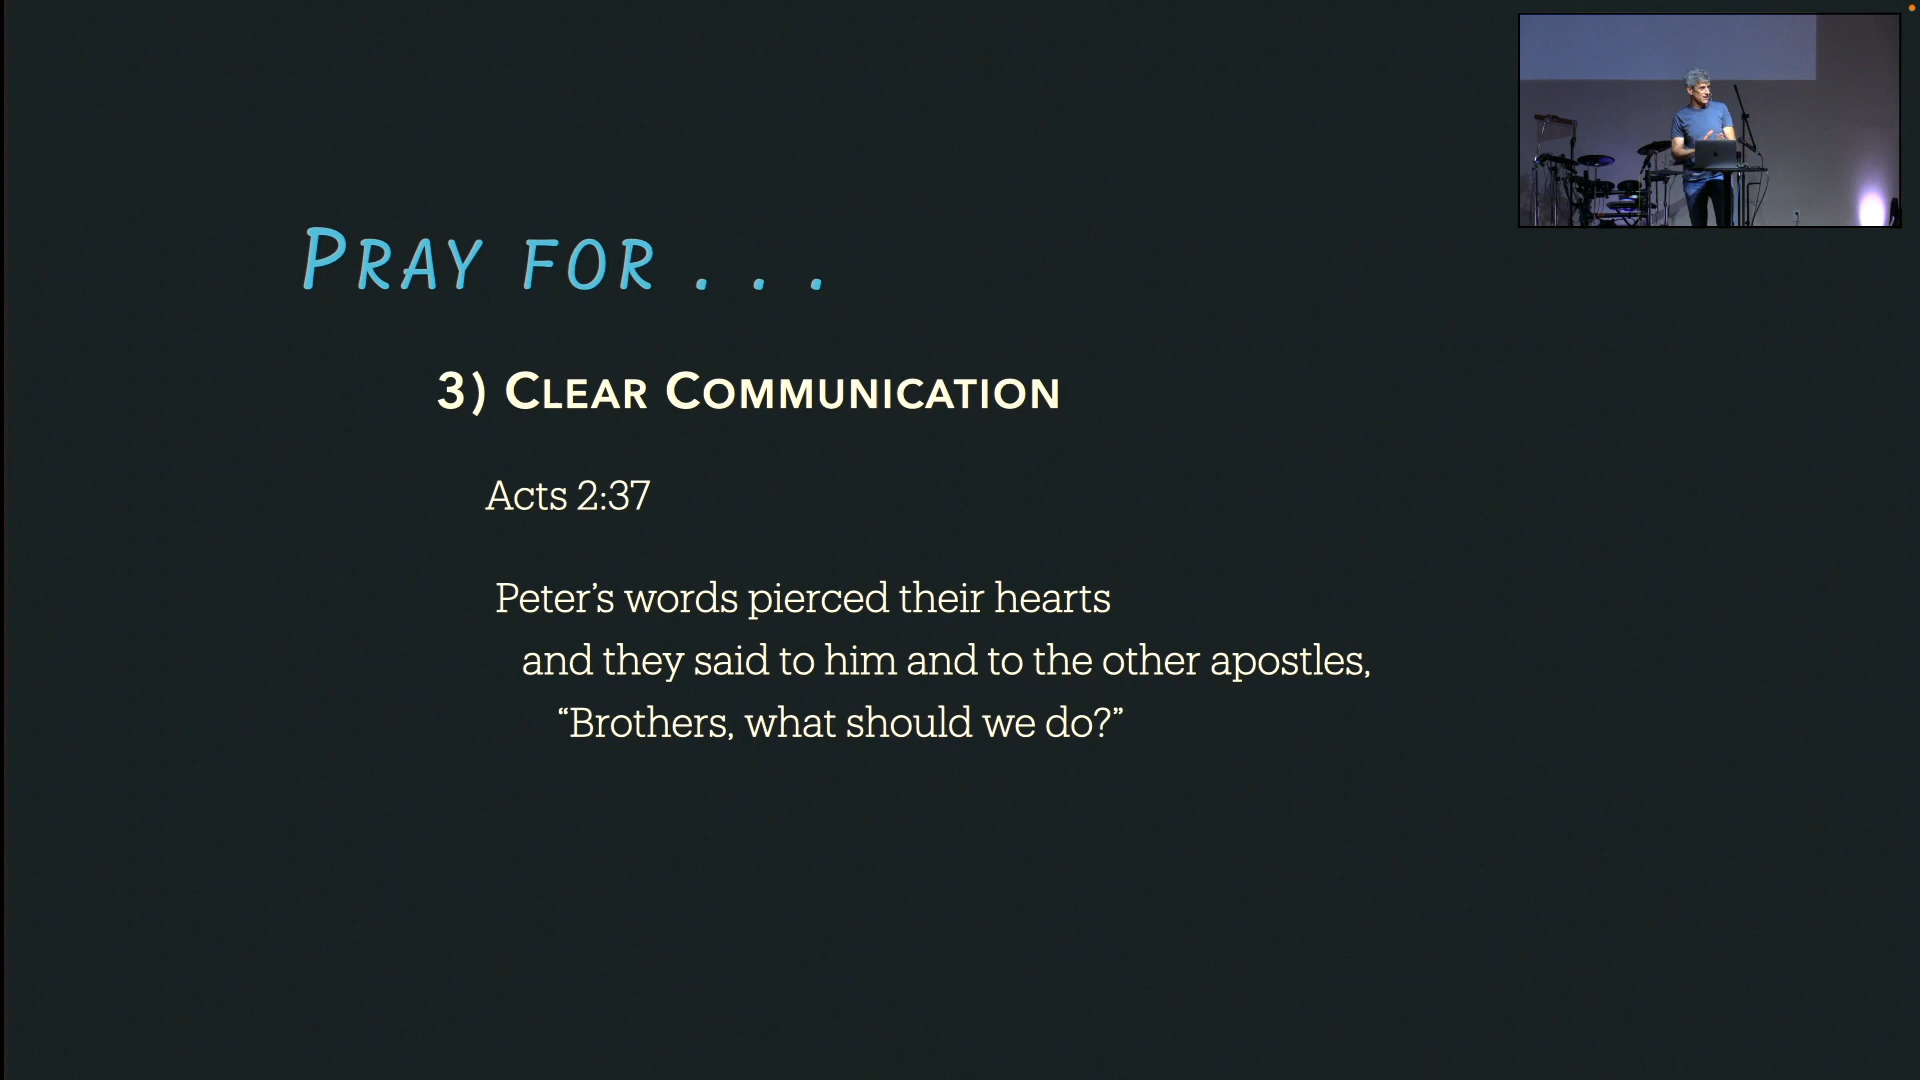 Pray for . . .
3) Clear Communication
Acts 2:37
Peter’s words pierced their hearts
and they said to him and to the other apostles,
“Brothers, what should we do?”